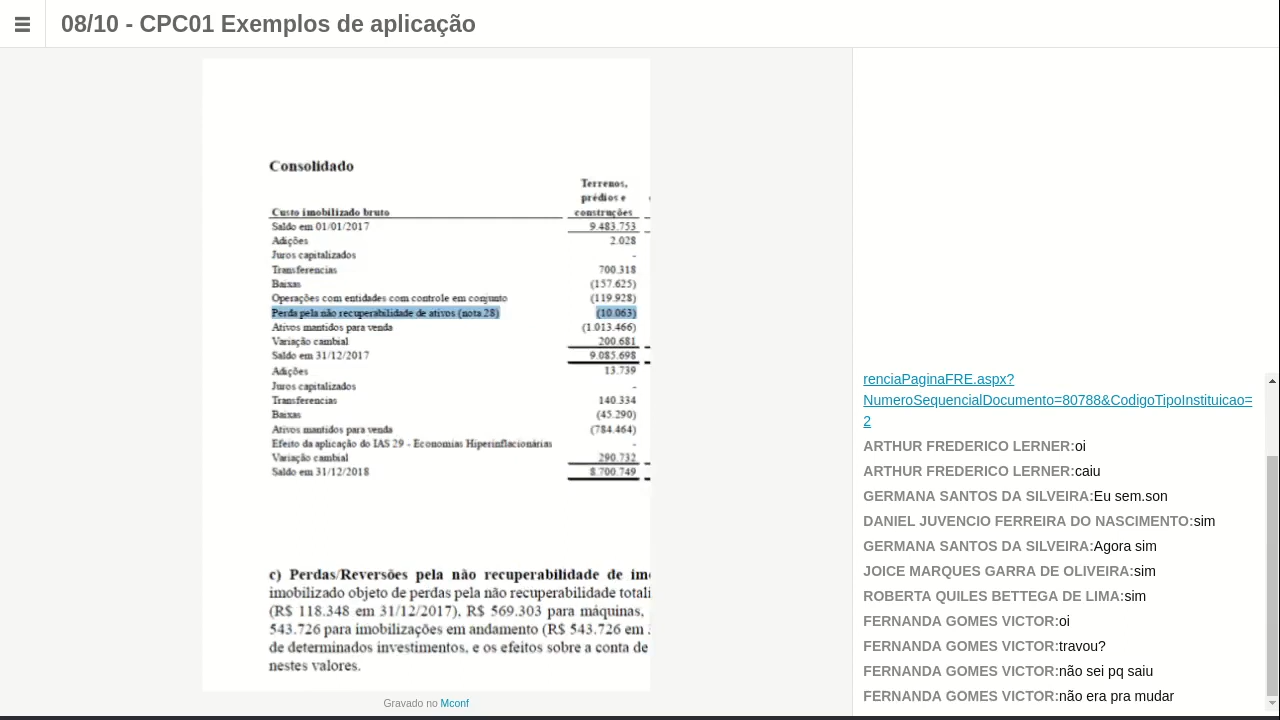 08/10 - CPC01 Exemplos de aplicação
Consolidado
Terrenos,
prédios e
Custo imobilizado bruto construções
Saldo em 01/01/2017 9.483.753
Adições 2.028
Juros capitalizados -
Transferencias 700.318
Baixas (157.625)
Operações com entidades com controle em conjunto (119.928)
Perda pela não recuperabilidade de ativos (nota 28) (10.063)
Ativos mantidos para venda (1.013.466)
Variação cambial 200.681
Saldo em 31/12/2017 9.085.698
Adições 13.739
Juros capitalizados -
Transferencias 140.334
Baixas (45.290)
Ativos mantidos para venda (784.464)
Efeito da aplicação do IAS 29 - Economias Hiperinflacionárias -
Variação cambial 290.732
Saldo em 31/12/2018 8.700.749
c) Perdas/Reversões pela não recuperabilidade de
imobilizado objeto de perdas pela não recuperabilidade
(R$ 118.348 em 31/12/2017), R$ 569.303 para máquinas,
543.726 para imobilizações em andamento (R$ 543.726 em
de determinados investimentos, e os efeitos sobre a conta de
nestes valores.
Gravado no Mconf
renciaPaginaFRE.aspx?
NumeroSequencialDocumento=80788&CodigoTipoInstituicao=
2
ARTHUR FREDERICO LERNER:oi
ARTHUR FREDERICO LERNER:caiu
GERMANA SANTOS DA SILVEIRA:Eu sem.son
DANIEL JUVENCIO FERREIRA DO NASCIMENTO:sim
GERMANA SANTOS DA SILVEIRA:Agora sim
JOICE MARQUES GARRA DE OLIVEIRA:sim
ROBERTA QUILES BETTEGA DE LIMA:sim
FERNANDA GOMES VICTOR:oi
FERNANDA GOMES VICTOR:travou?
FERNANDA GOMES VICTOR:não sei pq saiu
FERNANDA GOMES VICTOR:não era pra mudar